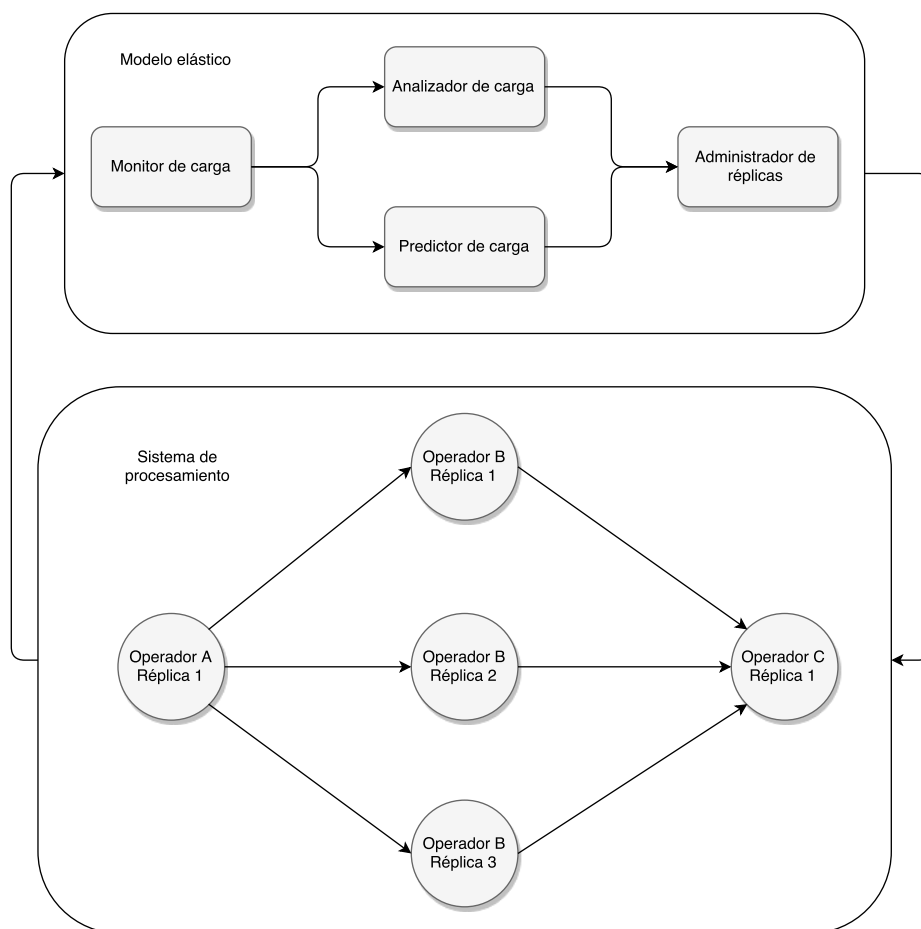 Modelo elástico
Analizador de carga
Monitor de carga
Administrador de
réplicas
Predictor de carga
Sistema de
procesamiento
Operador B
Réplica 1
Operador A
Réplica 1
Operador B
Réplica 2
Operador C
Réplica 1
Operador B
Réplica 3